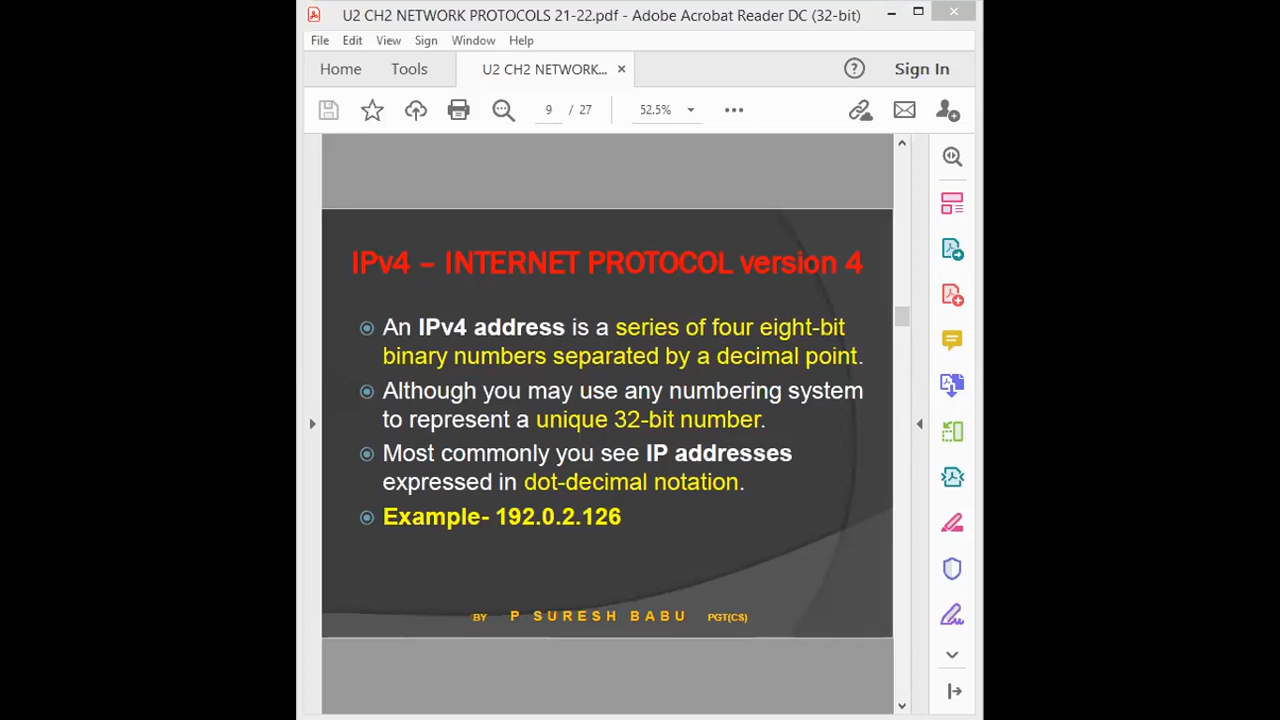 U2 CH2 NETWORK PROTOCOLS 21-22.pdf - Adobe Acrobat Reader DC (32-bit)
File Edit View Sign Window Help
Home Tools U2 CH2 NETWORK... × Sign In
9 / 27 52.5%
IPv4 – INTERNET PROTOCOL version 4
An IPv4 address is a series of four eight-bit
binary numbers separated by a decimal point.
Although you may use any numbering system
to represent a unique 32-bit number.
Most commonly you see IP addresses
expressed in dot-decimal notation.
Example- 192.0.2.126
BY P SURESH BABU PGT(CS)